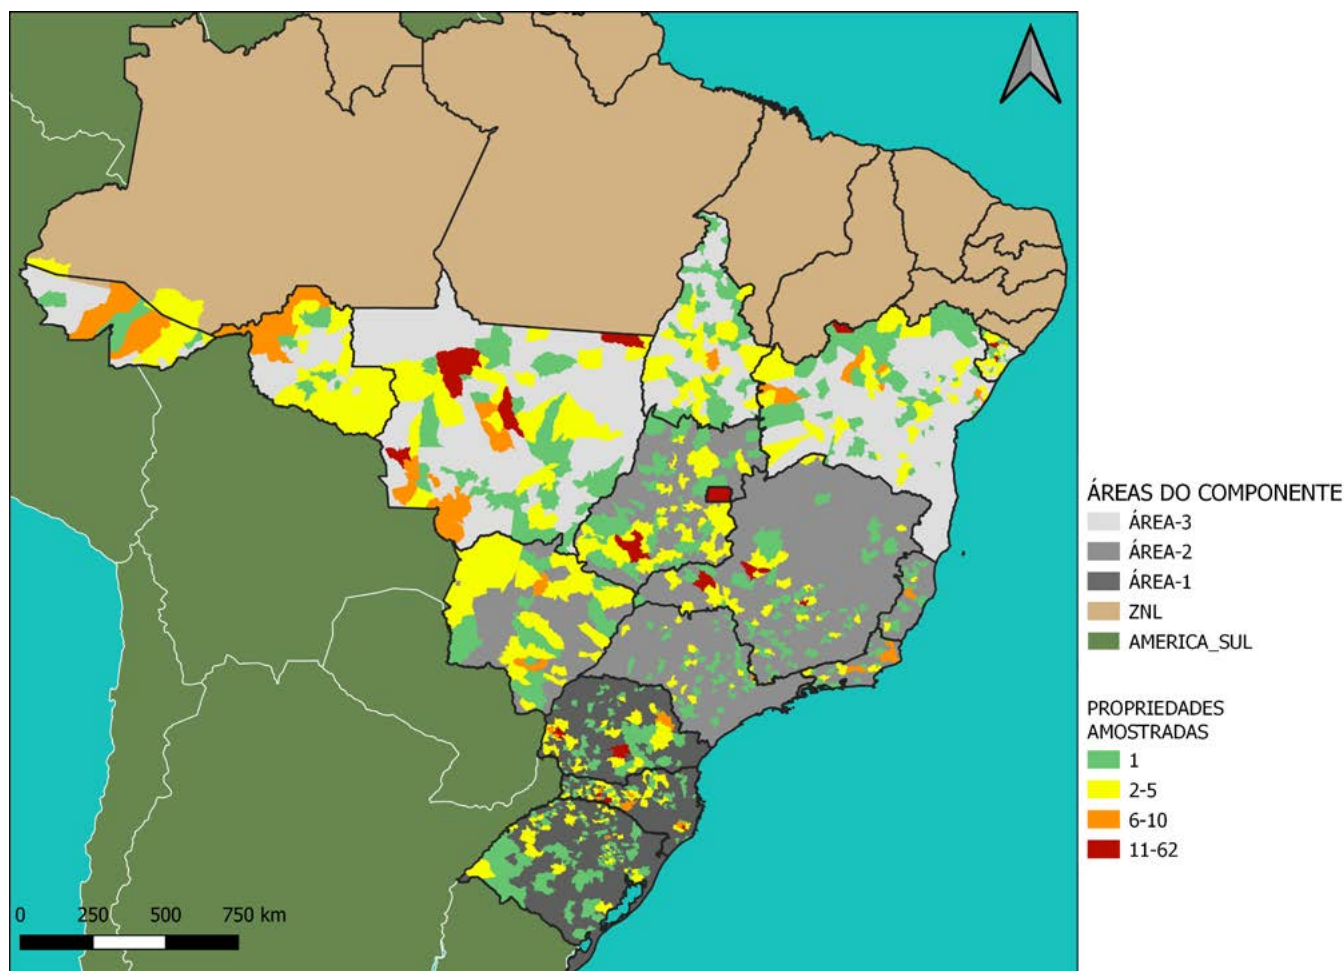 ÁREAS DO COMPONENTE
ÁREA-3
ÁREA-2
ÁREA-1
ZNL
AMERICA_SUL
PROPRIEDADES
AMOSTRADAS
1
2-5
6-10
11-62
0 250 500 750 km